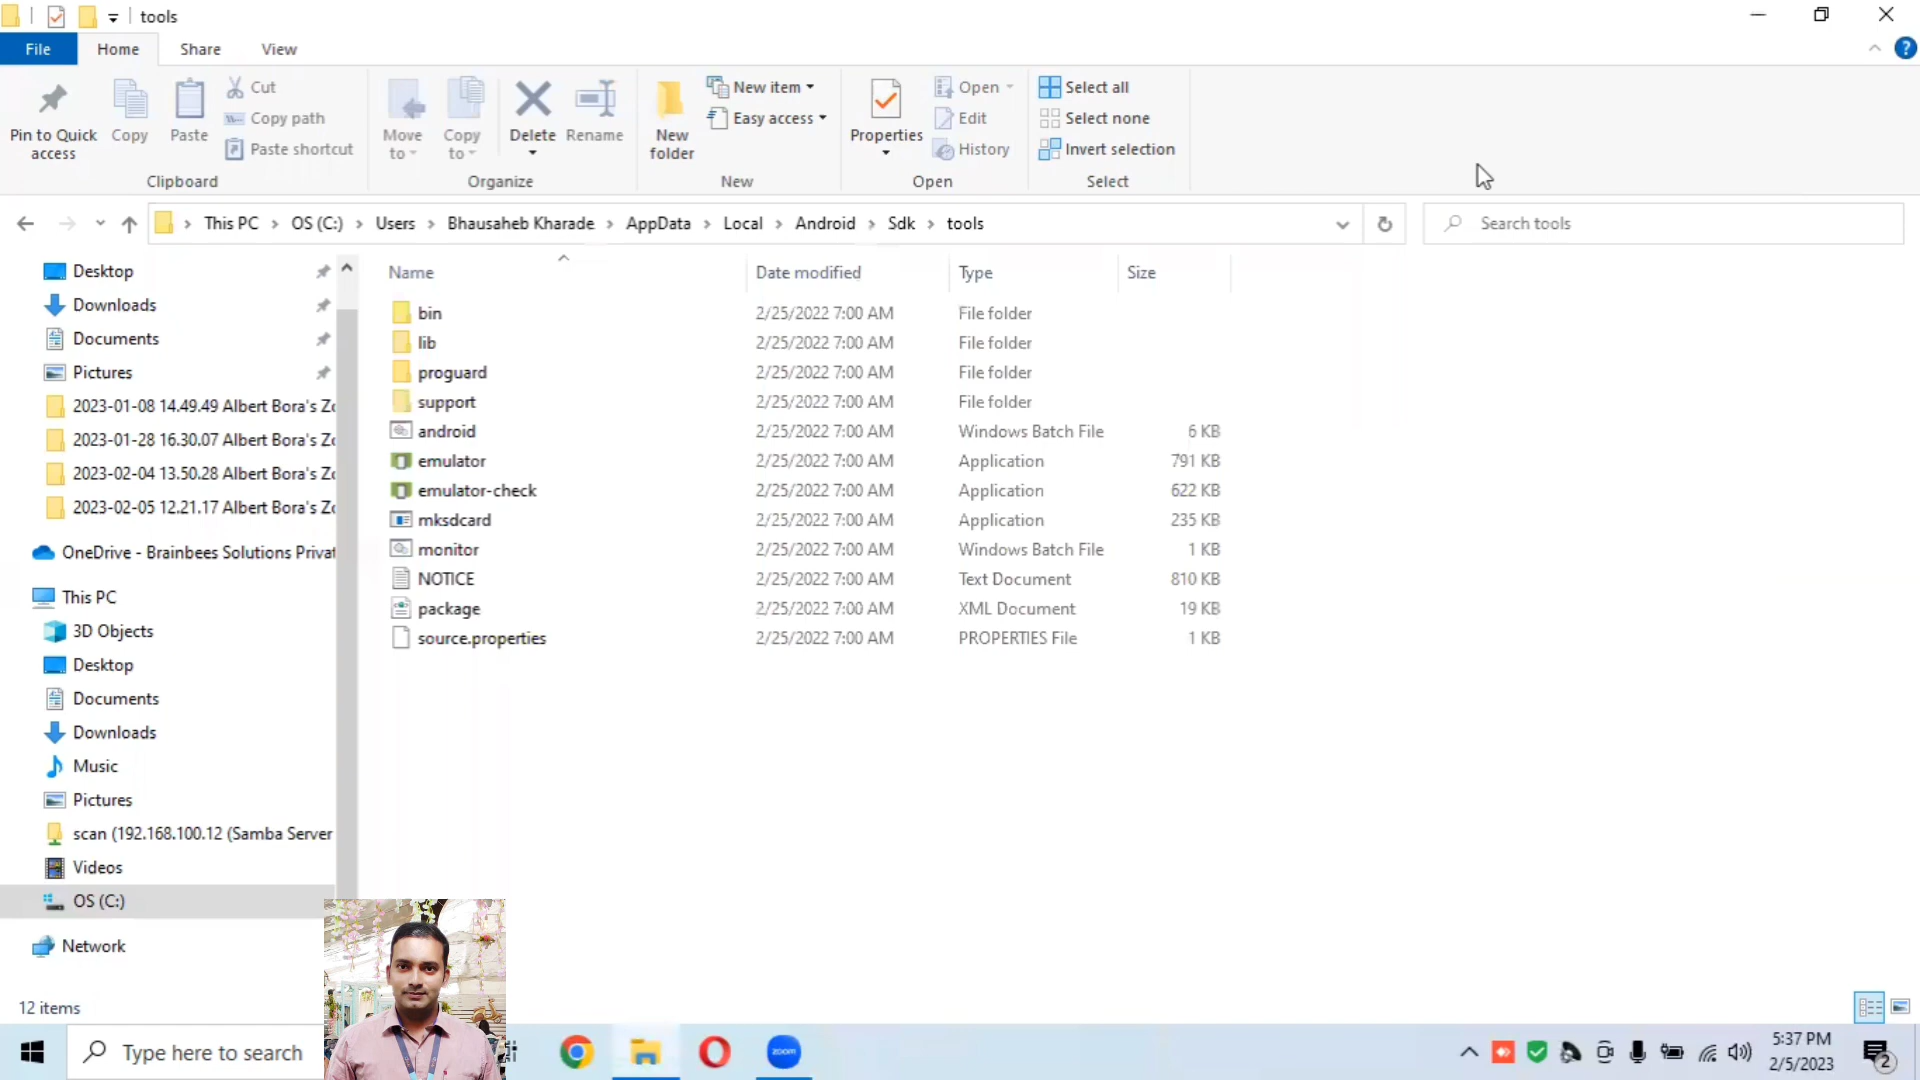 tools
File Home Share View
Pin to Quick access
Copy
Paste
Cut
Copy path
Paste shortcut
Clipboard
Move to
Copy to
Delete
Rename
Organize
New folder
New item
Easy access
New
Properties
Open
Edit
History
Open
Select all
Select none
Invert selection
Select
This PC › OS (C:) › Users › Bhausaheb Kharade › AppData › Local › Android › Sdk › tools
Search tools
Desktop
Downloads
Documents
Pictures
2023-01-08 14.49.49 Albert Bora's Zo
2023-01-28 16.30.07 Albert Bora's Zo
2023-02-04 13.50.28 Albert Bora's Zo
2023-02-05 12.21.17 Albert Bora's Zo
OneDrive - Brainbees Solutions Privat
This PC
3D Objects
Desktop
Documents
Downloads
Music
Pictures
scan (192.168.100.12 (Samba Server
Videos
OS (C:)
Network
Name Date modified Type Size
bin 2/25/2022 7:00 AM File folder
lib 2/25/2022 7:00 AM File folder
proguard 2/25/2022 7:00 AM File folder
support 2/25/2022 7:00 AM File folder
android 2/25/2022 7:00 AM Windows Batch File 6 KB
emulator 2/25/2022 7:00 AM Application 791 KB
emulator-check 2/25/2022 7:00 AM Application 622 KB
mksdcard 2/25/2022 7:00 AM Application 235 KB
monitor 2/25/2022 7:00 AM Windows Batch File 1 KB
NOTICE 2/25/2022 7:00 AM Text Document 810 KB
package 2/25/2022 7:00 AM XML Document 19 KB
source.properties 2/25/2022 7:00 AM PROPERTIES File 1 KB
12 items
Type here to search
zoom
5:37 PM
2/5/2023
2